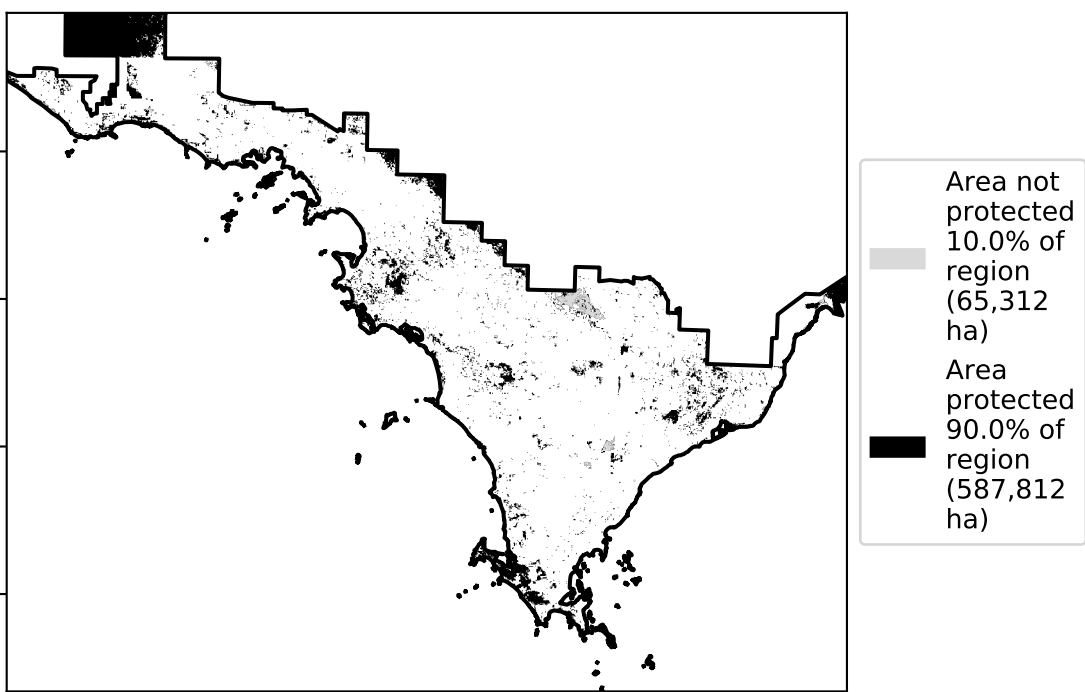 Area not
protected
10.0% of
region
(65,312
ha)
Area
protected
90.0% of
region
(587,812
ha)